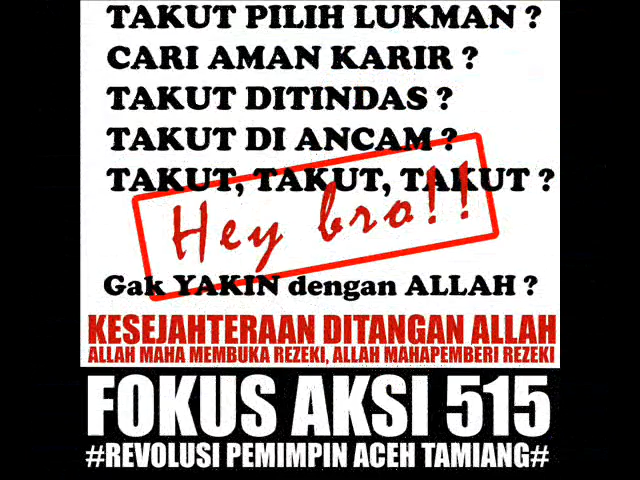 TAKUT PILIH LUKMAN ?
CARI AMAN KARIR ?
TAKUT DITINDAS ?
TAKUT DI ANCAM ?
TAKUT, TAKUT, TAKUT ?
Hey bro!!
Gak YAKIN dengan ALLAH ?
KESEJAHTERAAN DITANGAN ALLAH
ALLAH MAHA MEMBUKA REZEKI, ALLAH MAHAPEMBERI REZEKI
FOKUS AKSI 515
#REVOLUSI PEMIMPIN ACEH TAMIANG#